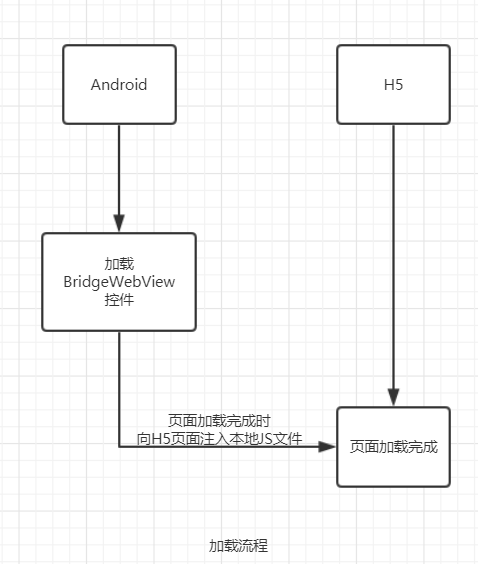 Android
H5
加载
BridgeWebView
控件
页面加载完成时
向H5页面注入本地JS文件
页面加载完成
加载流程